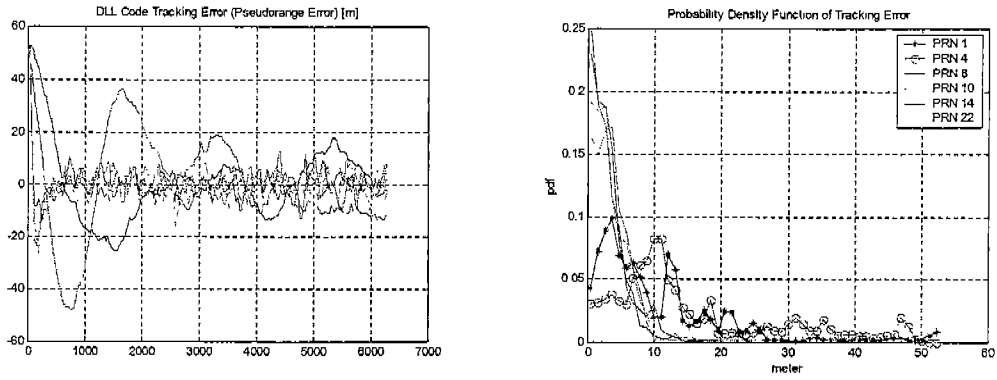 DLL Code Tracking Error (Pseudorange Error) [m]
60
40
20
0
-20
-40
-60
0 1000 2000 3000 4000 5000 6000 7000
Probability Density Function of Tracking Error
0.25
0.2
0.15
0.1
0.05
0
pdf
0 10 20 30 40 50 60
meter
PRN 1
PRN 4
PRN 6
PRN 10
PRN 14
PRN 22